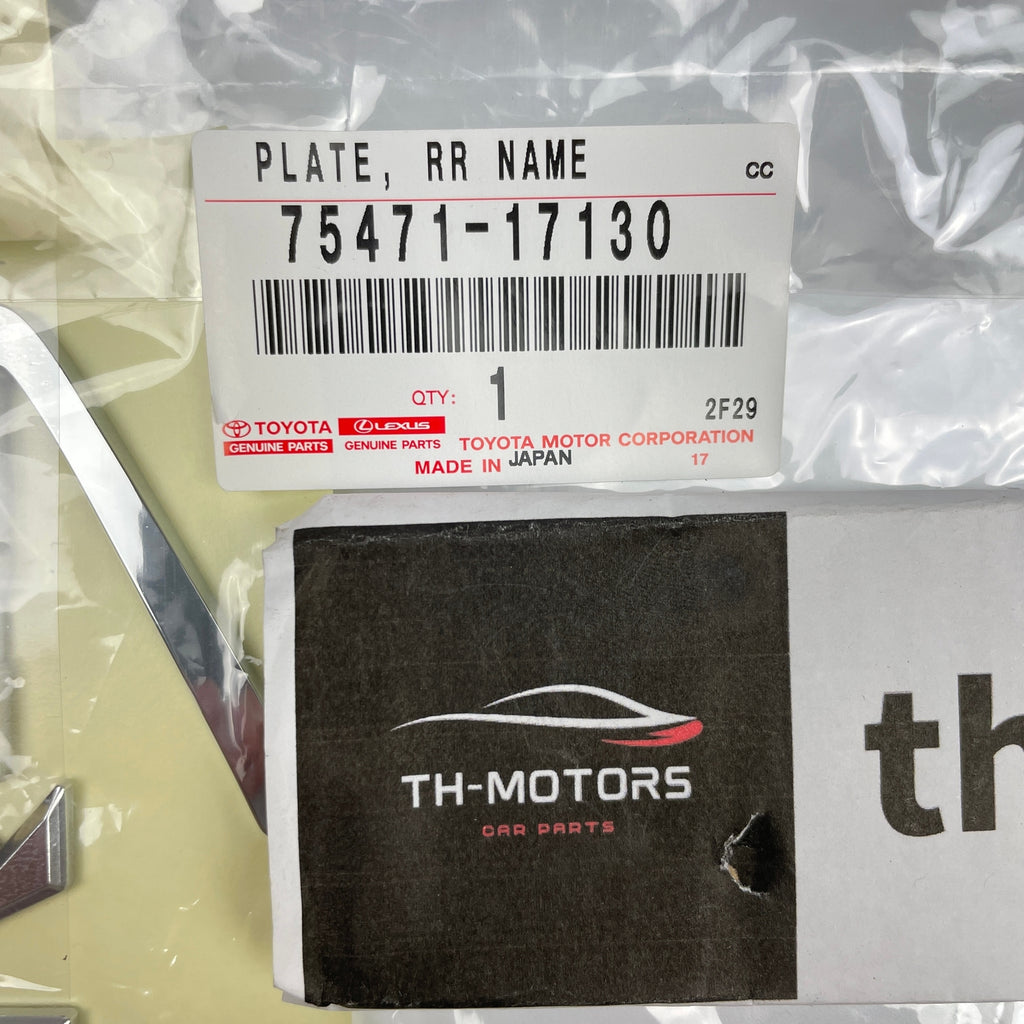 PLATE, RR NAME
CC
75471-17130
QTY: 1
2F29
TOYOTA
GENUINE PARTS
LEXUS
GENUINE PARTS
TOYOTA MOTOR CORPORATION
MADE IN JAPAN
17
TH-MOTORS
CAR PARTS
th